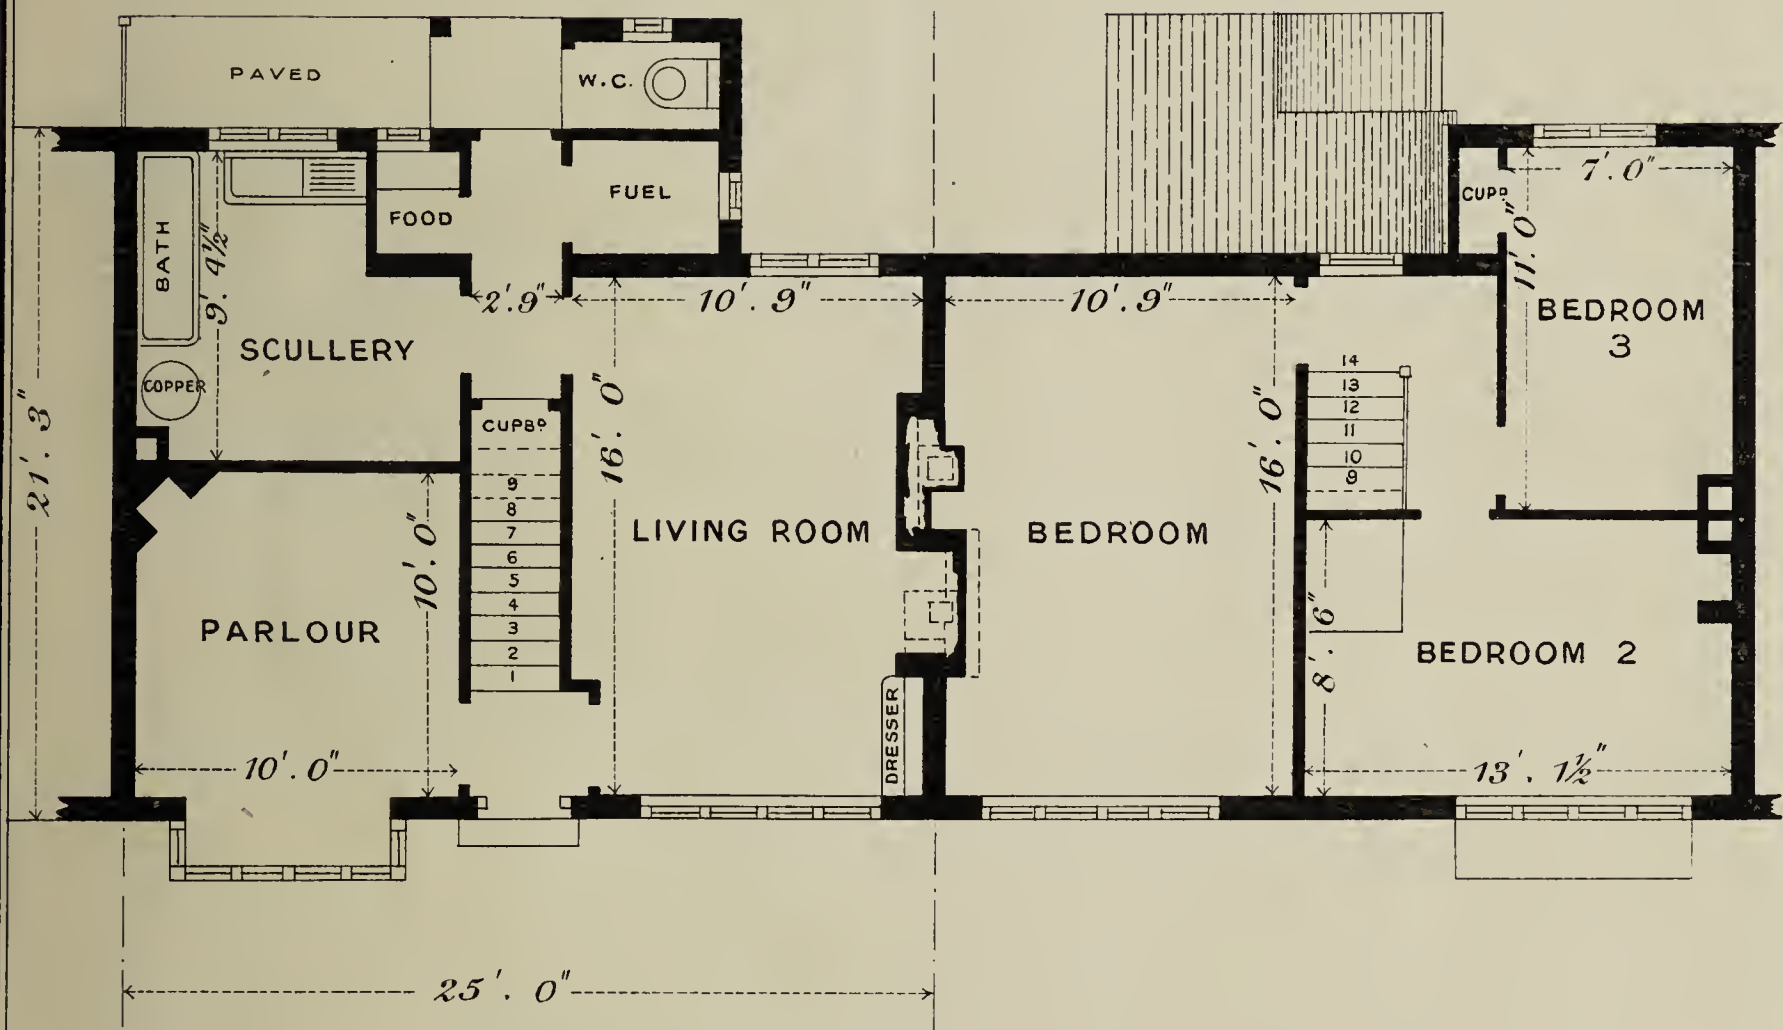 PAVED
W.C.
FOOD
FUEL
BATH
9'. 4½"
SCULLERY
COPPER
2'. 9"
10'. 9"
10'. 9"
7'. 0"
CUPD.
11'. 0"
BEDROOM
3
21'. 3"
CUPBD.
9
8
7
6
5
4
3
2
1
16'. 0"
LIVING ROOM
BEDROOM
16'. 0"
14
13
12
11
10
9
PARLOUR
10'. 0"
10'. 0"
DRESSER
8'. 6"
BEDROOM 2
13'. 1½"
25'. 0"